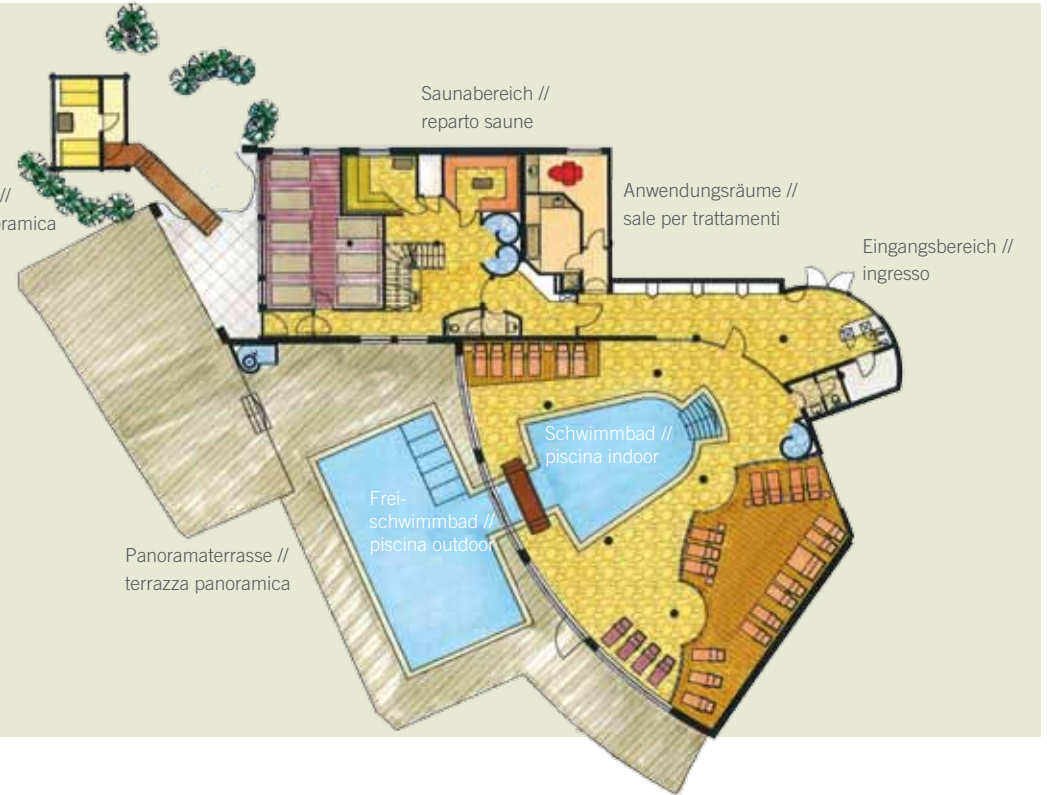 Saunabereich //
reparto saune
//
Anwendungsräume //
sale per trattamenti
Eingangsbereich //
ingresso
Schwimmbad //
piscina indoor
Frei-
schwimmbad //
piscina outdoor
Panoramaterrasse //
terrazza panoramica